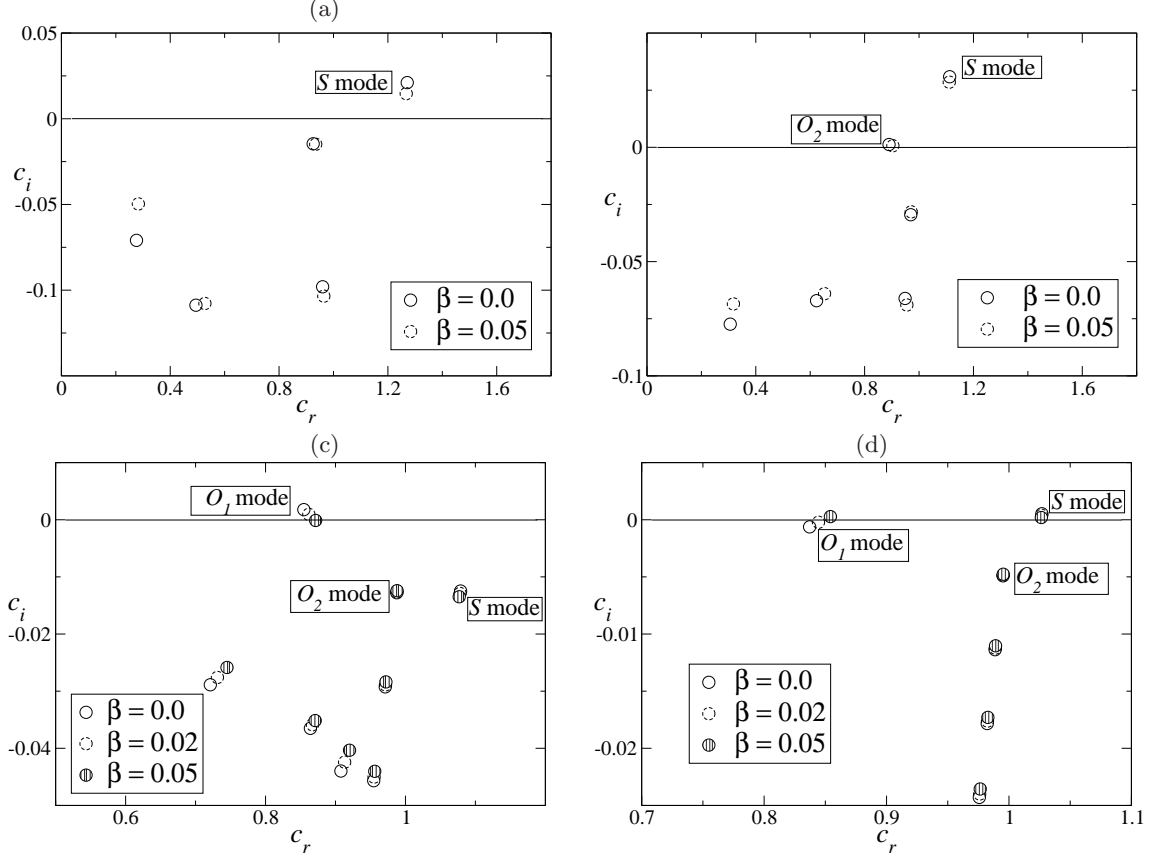 (a)
0.05
0
-0.05
-0.1
c_i
S mode
β = 0.0
β = 0.05
0 0.4 0.8 1.2 1.6
c_r
0
-0.05
-0.1
c_i
S mode
O_2 mode
β = 0.0
β = 0.05
0 0.4 0.8 1.2 1.6
c_r
(c)
0
-0.02
-0.04
c_i
O_1 mode
O_2 mode
S mode
β = 0.0
β = 0.02
β = 0.05
0.6 0.8 1
c_r
(d)
0
-0.01
-0.02
c_i
S mode
O_1 mode
O_2 mode
β = 0.0
β = 0.02
β = 0.05
0.7 0.8 0.9 1 1.1
c_r